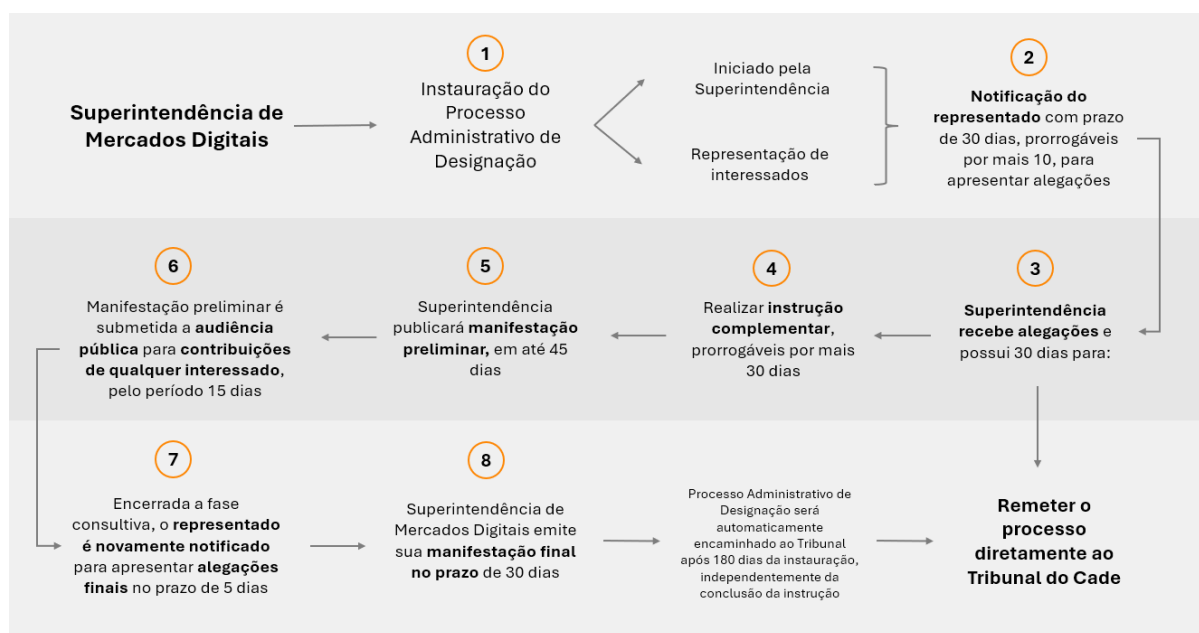 Superintendência de
Mercados Digitais
1
Instauração do
Processo
Administrativo de
Designação
Iniciado pela
Superintendência
Representação de
interessados
2
Notificação do
representado com prazo
de 30 dias, prorrogáveis
por mais 10, para
apresentar alegações
3
Superintendência
recebe alegações e
possui 30 dias para:
4
Realizar instrução
complementar,
prorrogáveis por mais
30 dias
5
Superintendência
publicará manifestação
preliminar, em até 45
dias
6
Manifestação preliminar é
submetida a audiência
pública para contribuições
de qualquer interessado,
pelo período 15 dias
7
Encerrada a fase
consultiva, o representado
é novamente notificado
para apresentar alegações
finais no prazo de 5 dias
8
Superintendência de
Mercados Digitais emite
sua manifestação final
no prazo de 30 dias
Processo Administrativo de
Designação será
automaticamente
encaminhado ao Tribunal
após 180 dias da instauração,
independentemente da
conclusão da instrução
Remeter o
processo
diretamente ao
Tribunal do Cade